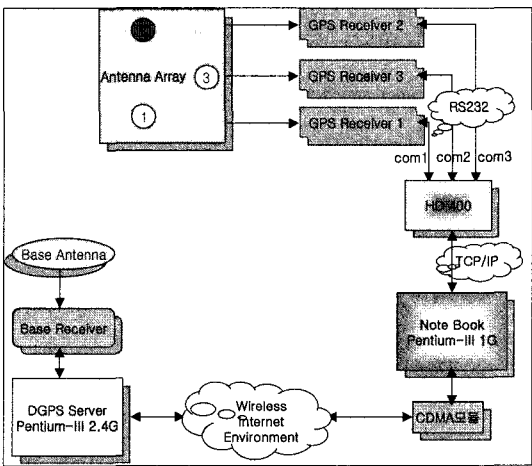 GPS Receiver 2
Antenna Array
3
GPS Receiver 3
RS232
1
GPS Receiver 1
com1 com2 com3
HDM00
Base Antenna
TCP/IP
Base Receiver
Note Book
Pentium-III 1G
DGPS Server
Pentium-III 2.4G
Wireless
Internet
Environment
CDMA모듈